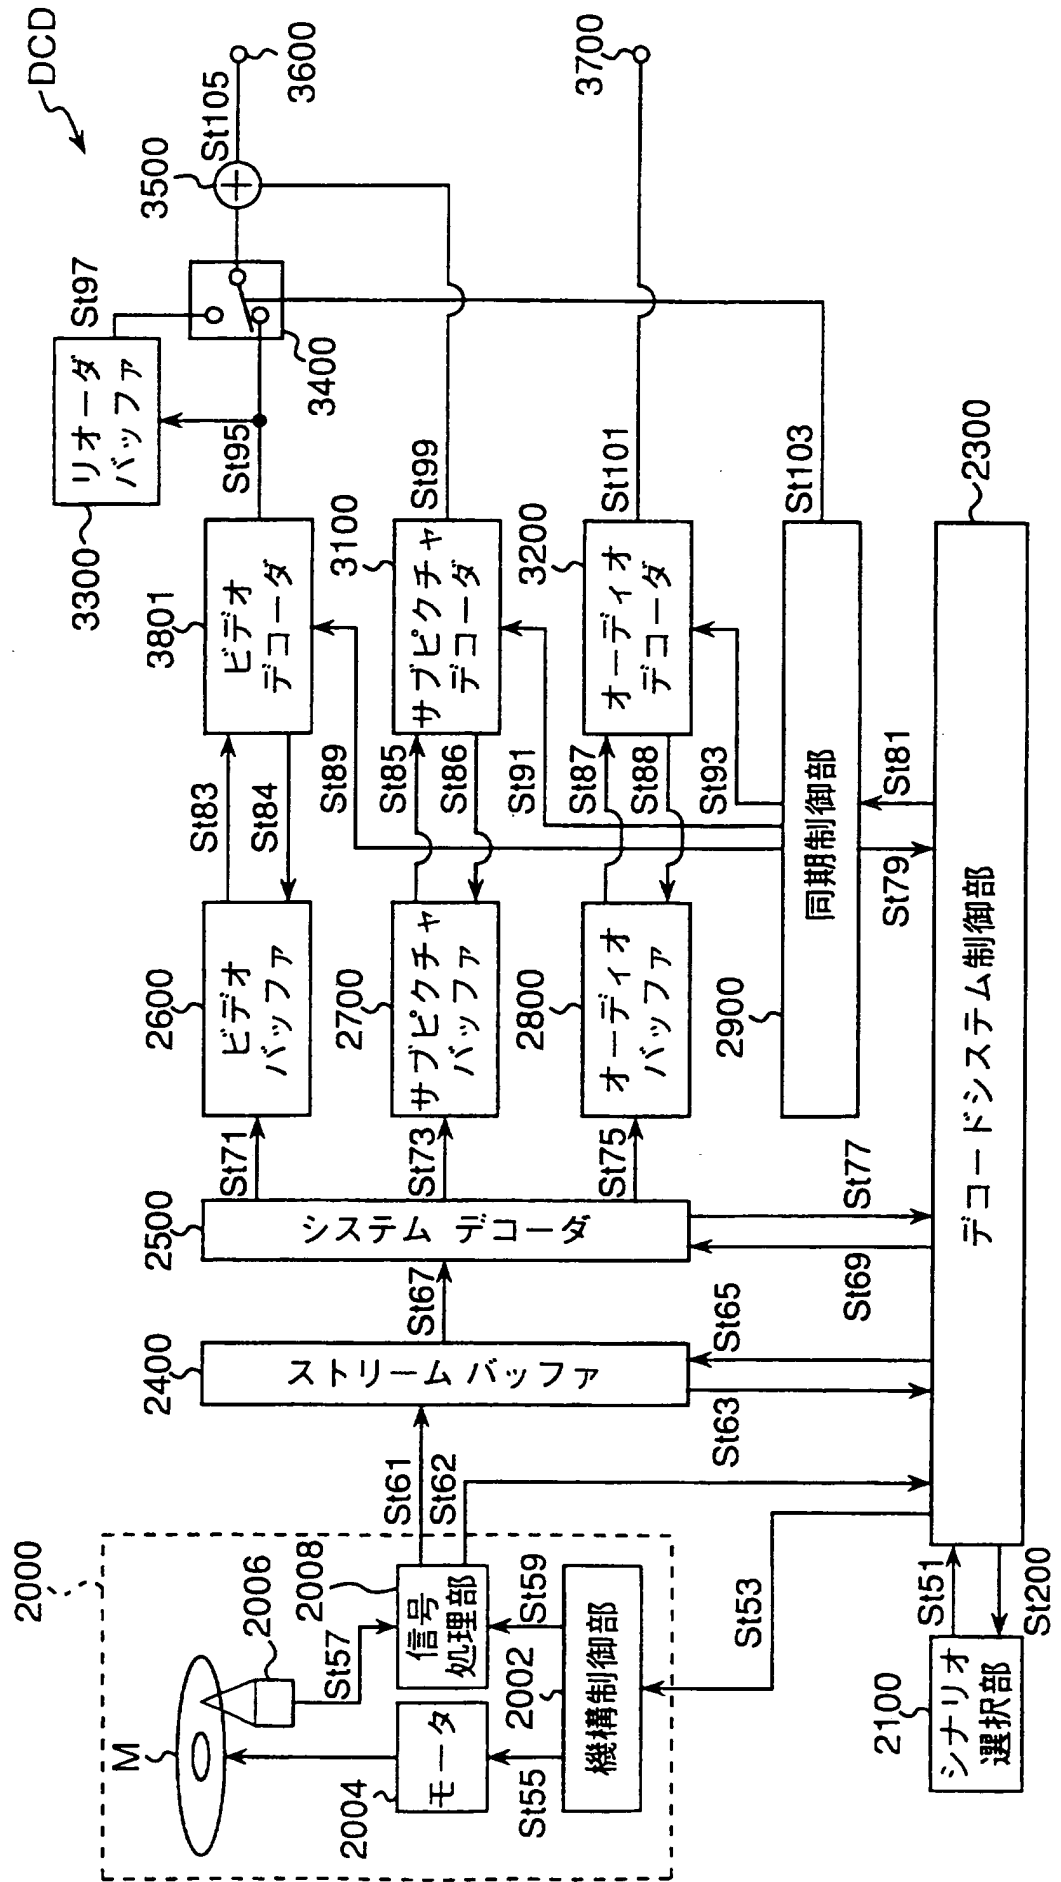 DCD
2000
M
2006
St57
2008
信号
処理部
2004
モータ
St55
2002
St59
機構制御部
St53
St61
St62
2400
ストリーム バッファ
St63
St65
St67
2500
システム デコーダ
St69
St77
St71
St73
St75
2600
ビデオ
バッファ
2700
サブピクチャ
バッファ
2800
オーディオ
バッファ
St83
St84
St89
St85
St86
St91
St87
St88
St93
3801
ビデオ
デコーダ
3100
サブピクチャ
デコーダ
3200
オーディオ
デコーダ
3300
リオーダ
バッファ
St95
St97
3400
3500
St105
3600
St99
St101
3700
St103
2900
同期制御部
St79
St81
2300
デコードシステム制御部
2100
シナリオ
選択部
St51
St200